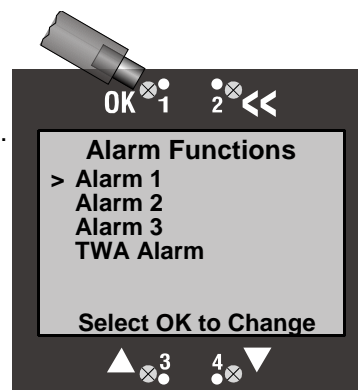 OK 1 2 <<
Alarm Functions
> Alarm 1
Alarm 2
Alarm 3
TWA Alarm
Select OK to Change
3 4